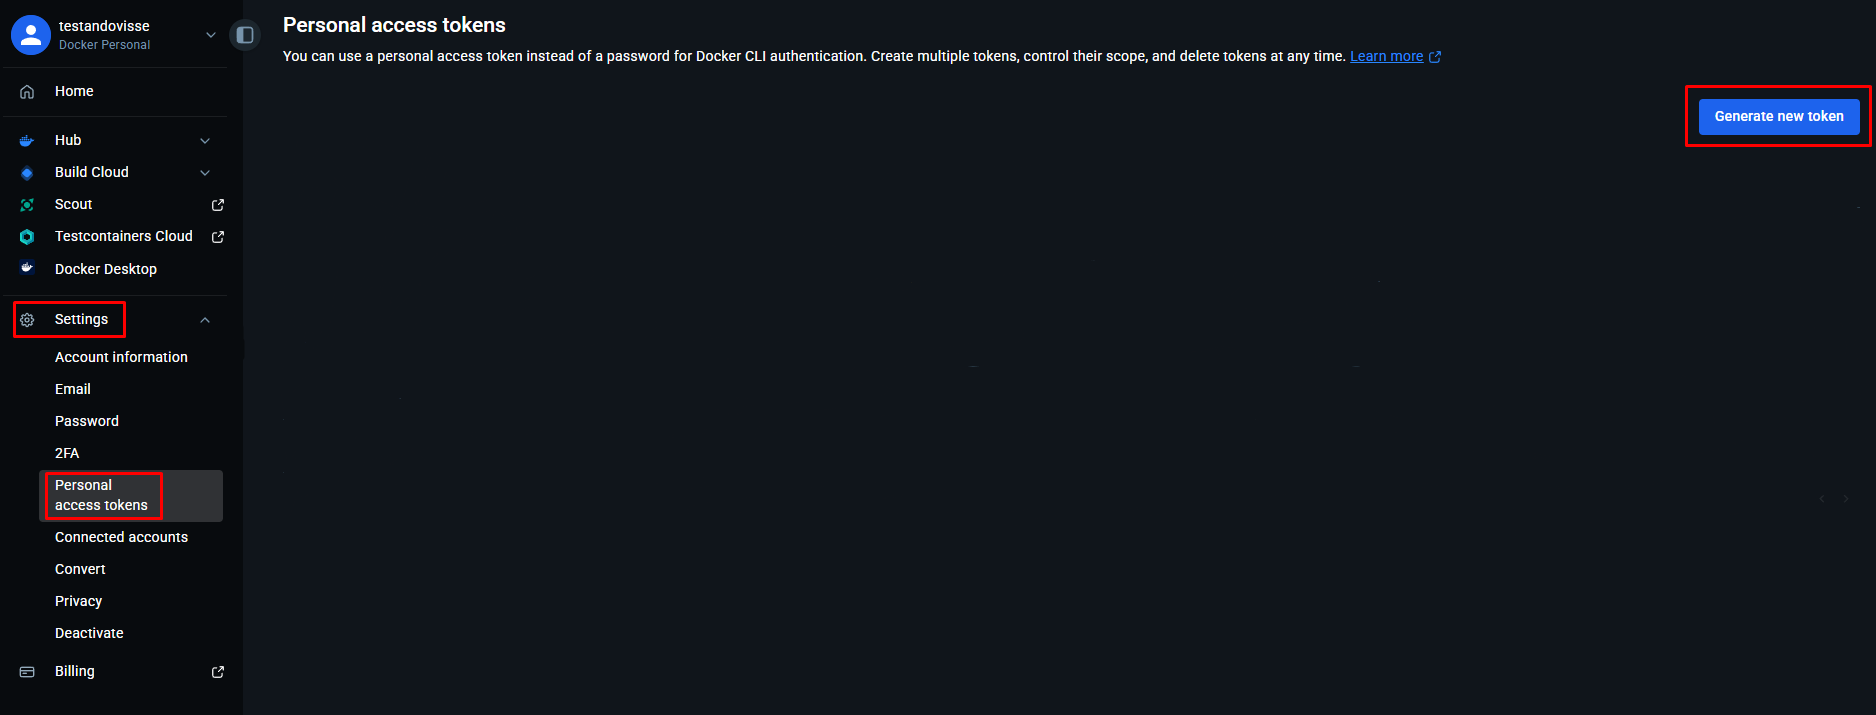 testandovisse
Docker Personal
Home
Hub
Build Cloud
Scout
Testcontainers Cloud
Docker Desktop
Settings
Account information
Email
Password
2FA
Personal
access tokens
Connected accounts
Convert
Privacy
Deactivate
Billing
Personal access tokens
You can use a personal access token instead of a password for Docker CLI authentication. Create multiple tokens, control their scope, and delete tokens at any time. Learn more
Generate new token